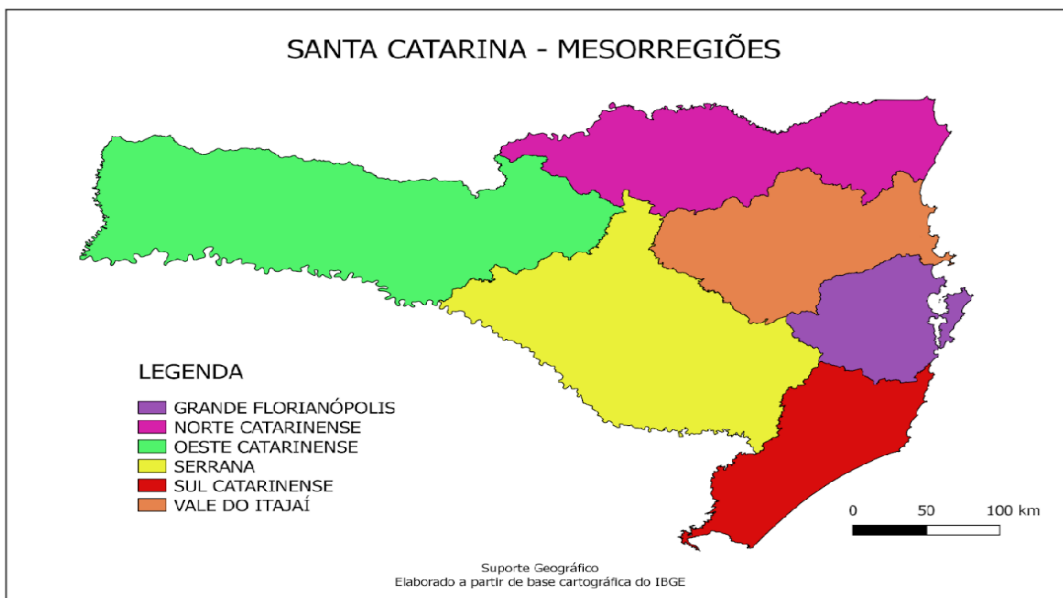 SANTA CATARINA - MESORREGIÕES
LEGENDA
GRANDE FLORIANÓPOLIS
NORTE CATARINENSE
OESTE CATARINENSE
SERRANA
SUL CATARINENSE
VALE DO ITAJAÍ
0 50 100 km
Suporte Geográfico
Elaborado a partir de base cartográfica do IBGE